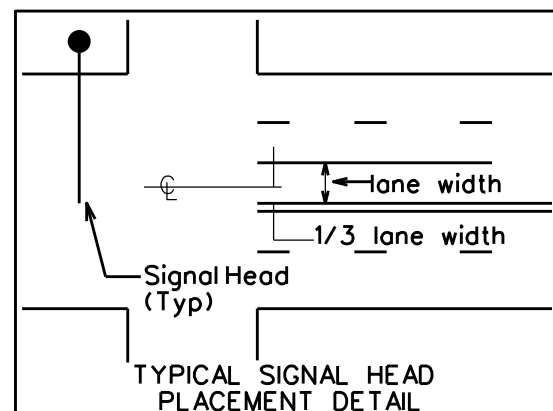 ℄
lane width
1/3 lane width
Signal Head
(Typ)
TYPICAL SIGNAL HEAD
PLACEMENT DETAIL